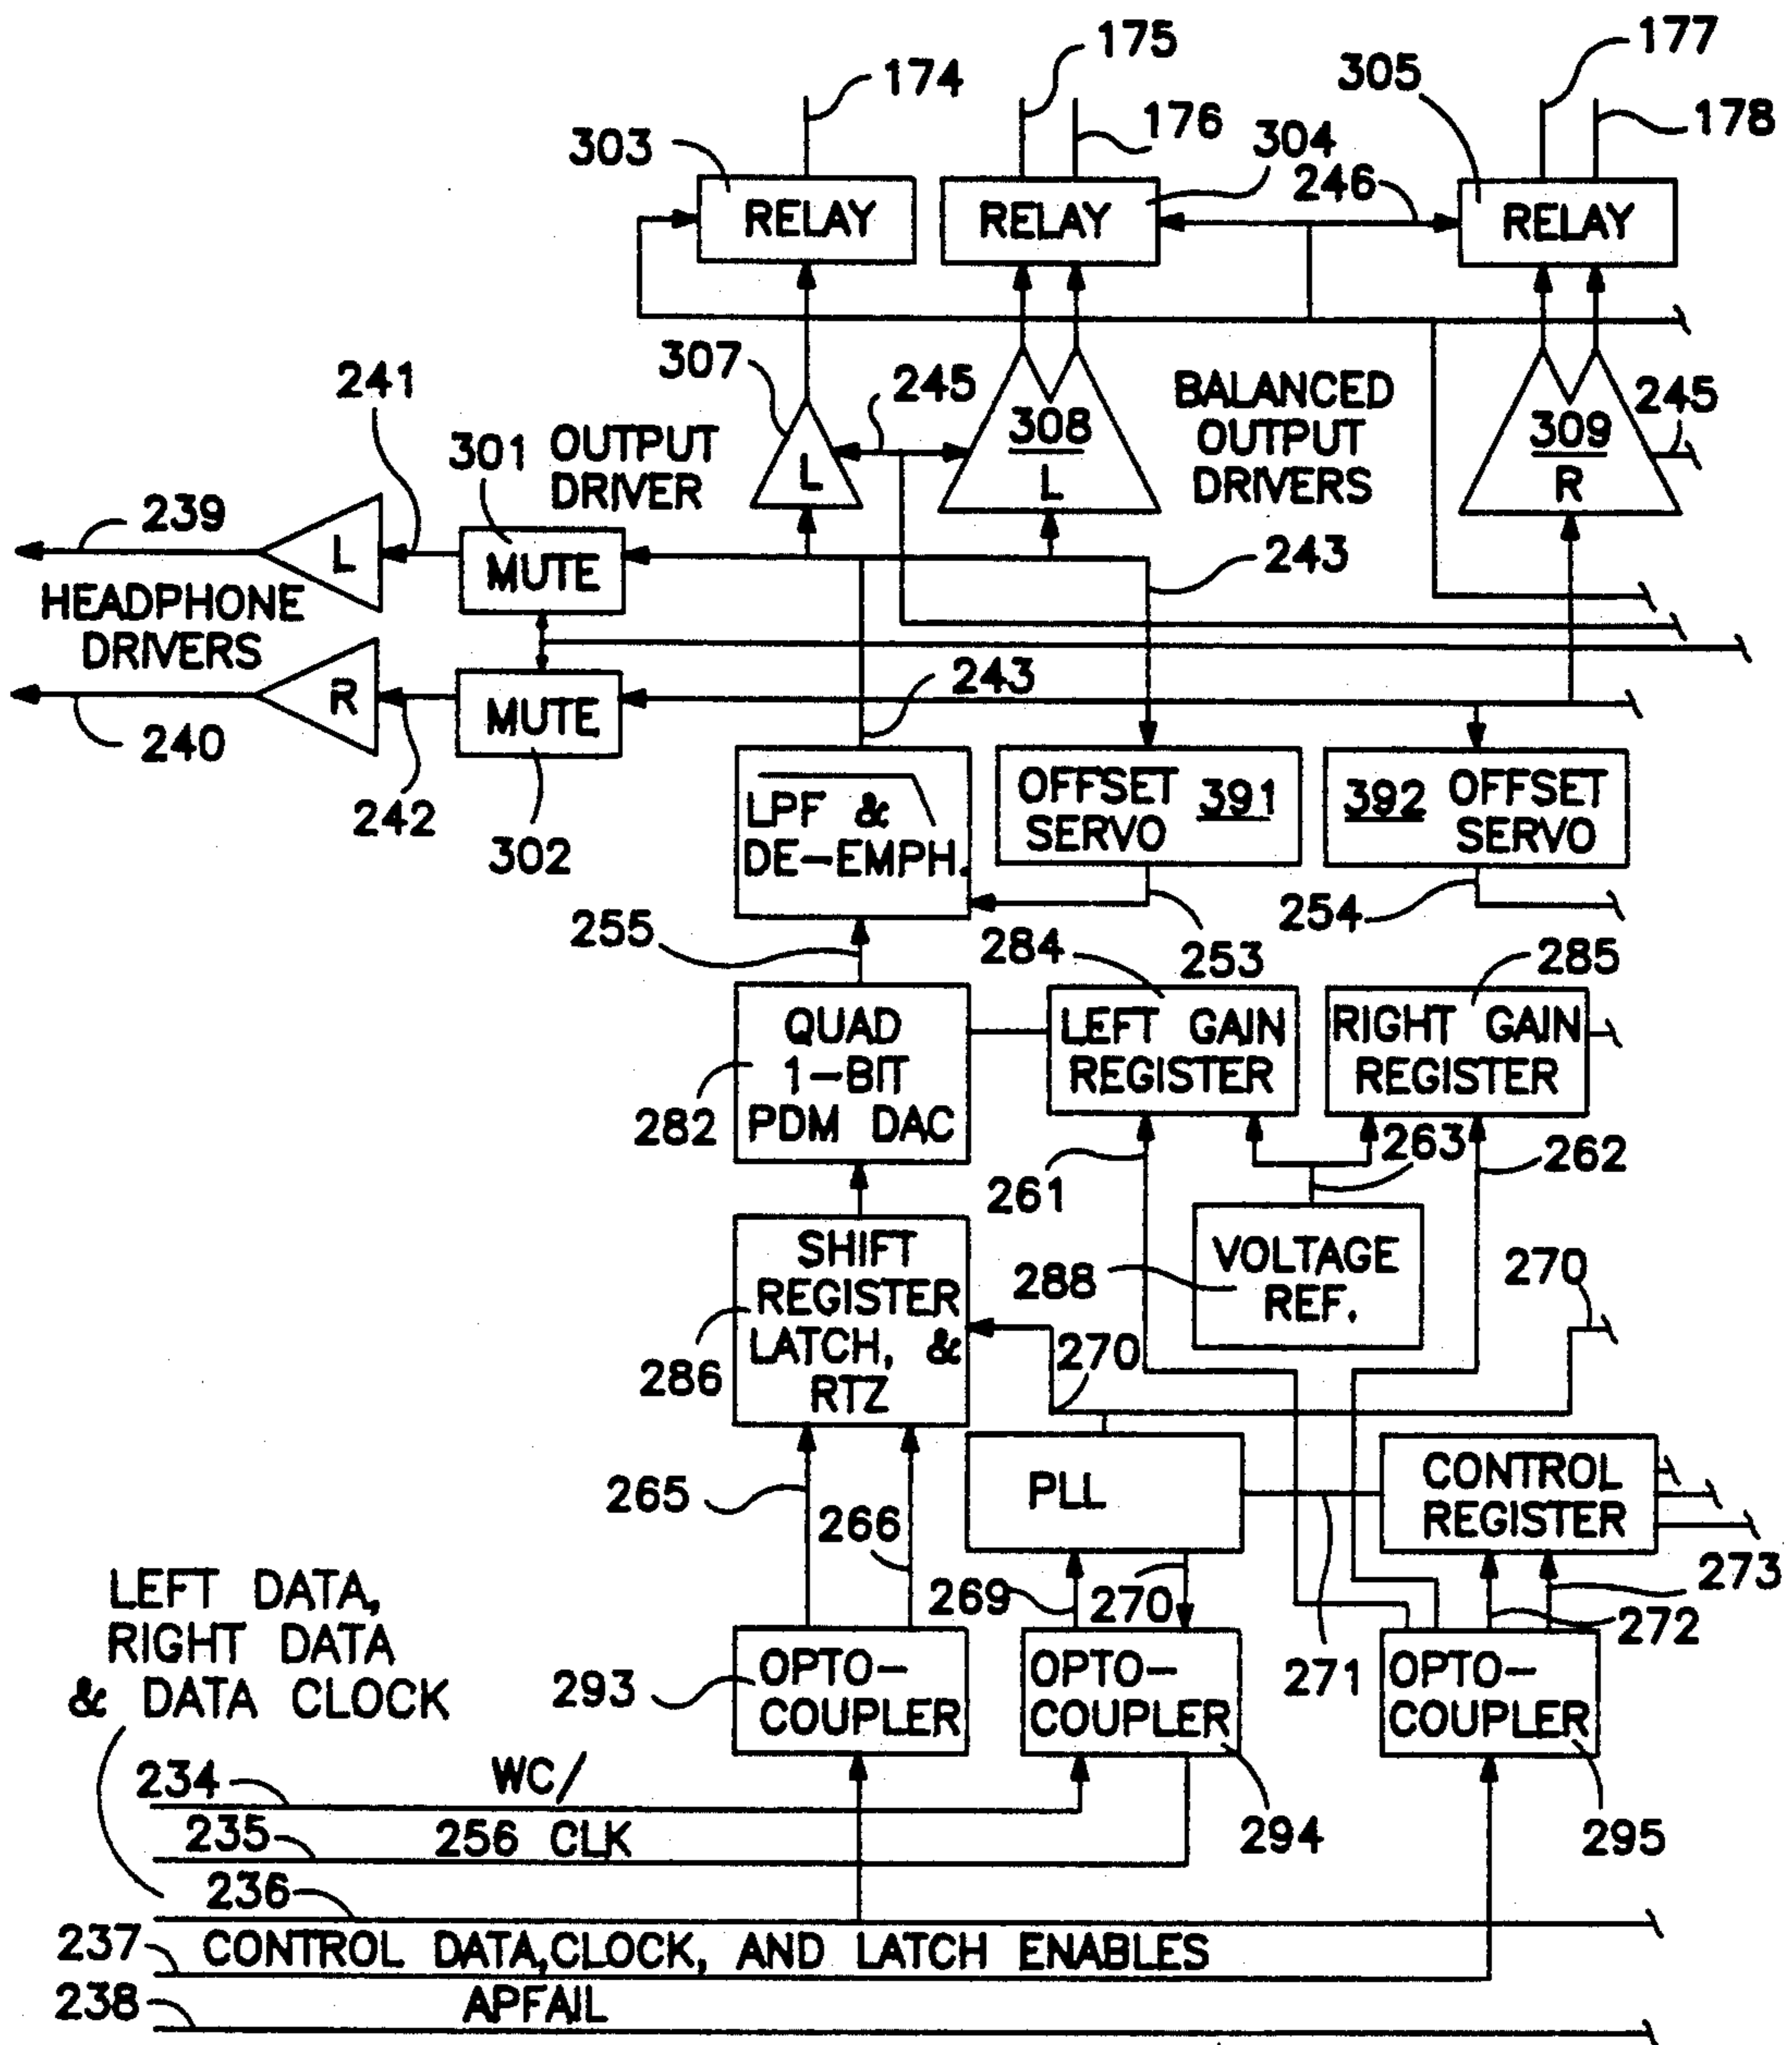 174
175
176
177
178
305
303
304
246
RELAY
RELAY
RELAY
307
241
245
BALANCED
OUTPUT
DRIVERS
245
301
OUTPUT
DRIVER
L
308
L
309
R
239
L
MUTE
243
HEADPHONE
DRIVERS
240
R
MUTE
243
242
302
LPF &
DE-EMPH.
OFFSET
SERVO
391
392
OFFSET
SERVO
255
253
254
284
285
QUAD
1-BIT
PDM DAC
282
LEFT GAIN
REGISTER
RIGHT GAIN
REGISTER
261
263
262
SHIFT
REGISTER
LATCH, &
RTZ
286
288
VOLTAGE
REF.
270
270
265
266
PLL
CONTROL
REGISTER
269
270
271
272
273
LEFT DATA,
RIGHT DATA
& DATA CLOCK
293
OPTO-
COUPLER
OPTO-
COUPLER
OPTO-
COUPLER
294
295
234
WC/
235
256 CLK
236
237
CONTROL DATA,CLOCK, AND LATCH ENABLES
238
APFAIL